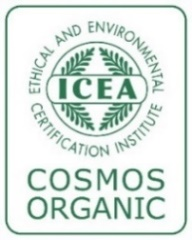 ETHICAL AND ENVIRONMENTAL
ICEA
CERTIFICATION INSTITUTE
COSMOS
ORGANIC